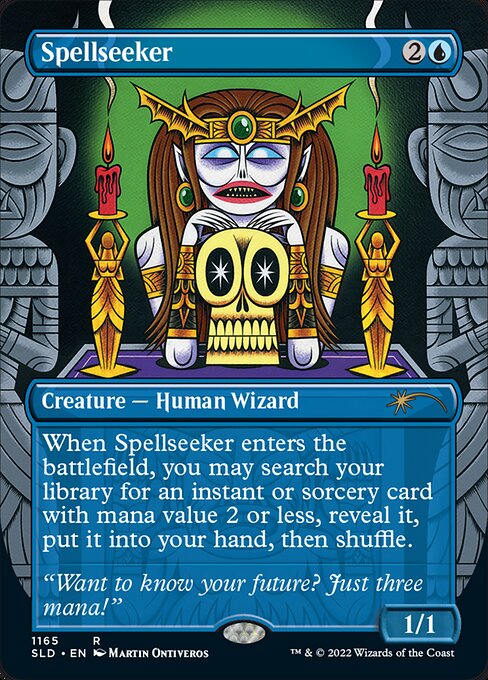 Spellseeker 2
Creature — Human Wizard
When Spellseeker enters the
battlefield, you may search your
library for an instant or sorcery card
with mana value 2 or less, reveal it,
put it into your hand, then shuffle.
“Want to know your future? Just three
mana!”
1/1
1165 R
SLD • EN Martin Ontiveros
™ & © 2022 Wizards of the Coast